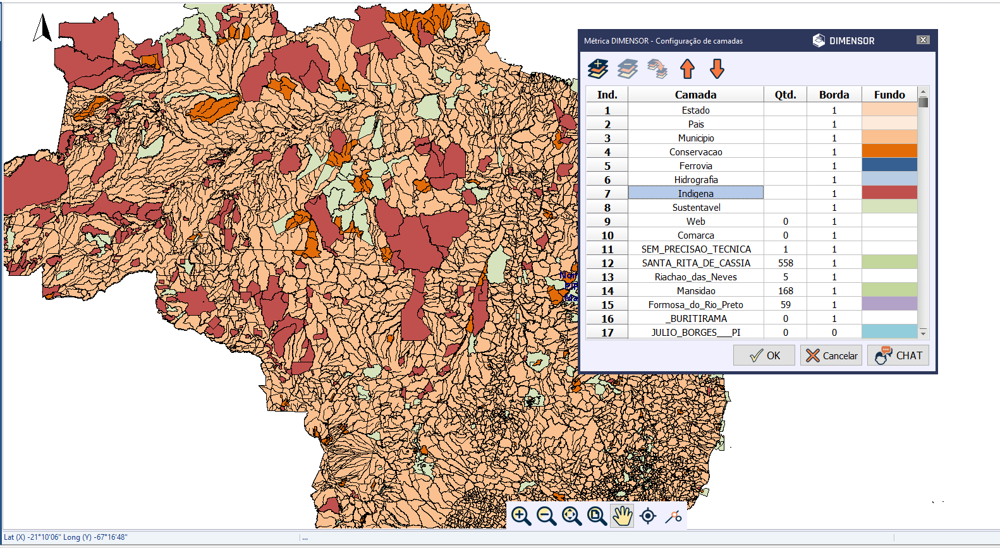 Métrica DIMENSOR - Configuração de camadas
DIMENSOR
Ind. Camada Qtd. Borda Fundo
1 Estado 1
2 Pais 1
3 Municipio 1
4 Conservacao 1
5 Ferrovia 1
6 Hidrografia 1
7 Indigena 1
8 Sustentavel 1
9 Web 0 1
10 Comarca 0 1
11 SEM_PRECISAO_TECNICA 1 1
12 SANTA_RITA_DE_CASSIA 558 1
13 Riachao_das_Neves 5 1
14 Mansidao 168 1
15 Formosa_do_Rio_Preto 59 1
16 _BURITIRAMA 0 1
17 JULIO_BORGES___PI 0 0
OK Cancelar CHAT
Lat (X) -21°10'06" Long (Y) -67°16'48" ...